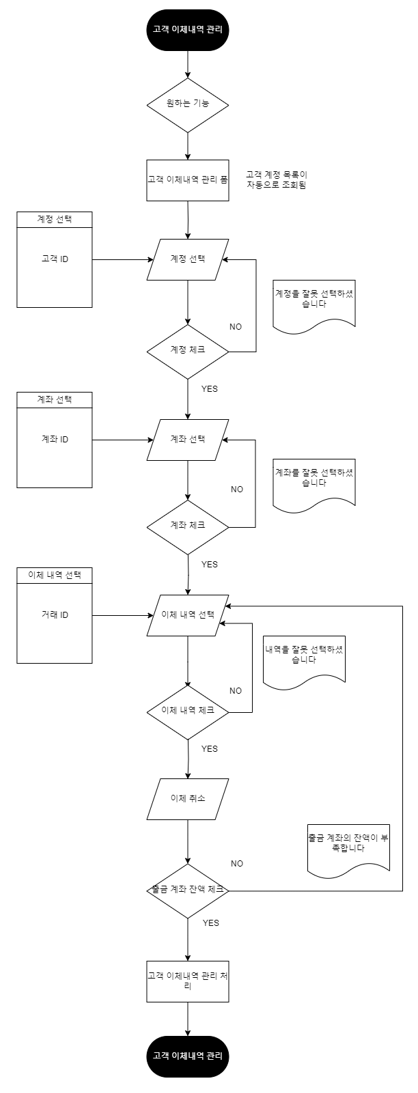 고객 이체내역 관리
원하는 기능
고객 이체내역 관리 폼
고객 계정 목록이
자동으로 조회됨
계정 선택
고객 ID
계정 선택
계정을 잘못 선택하셨
습니다
NO
계정 체크
YES
계좌 선택
계좌 ID
계좌 선택
계좌를 잘못 선택하셨
습니다
NO
계좌 체크
YES
이체 내역 선택
거래 ID
이체 내역 선택
내역을 잘못 선택하셨
습니다
NO
이체 내역 체크
YES
이체 취소
출금 계좌의 잔액이 부
족합니다
NO
출금 계좌 잔액 체크
YES
고객 이체내역 관리 처
리
고객 이체내역 관리